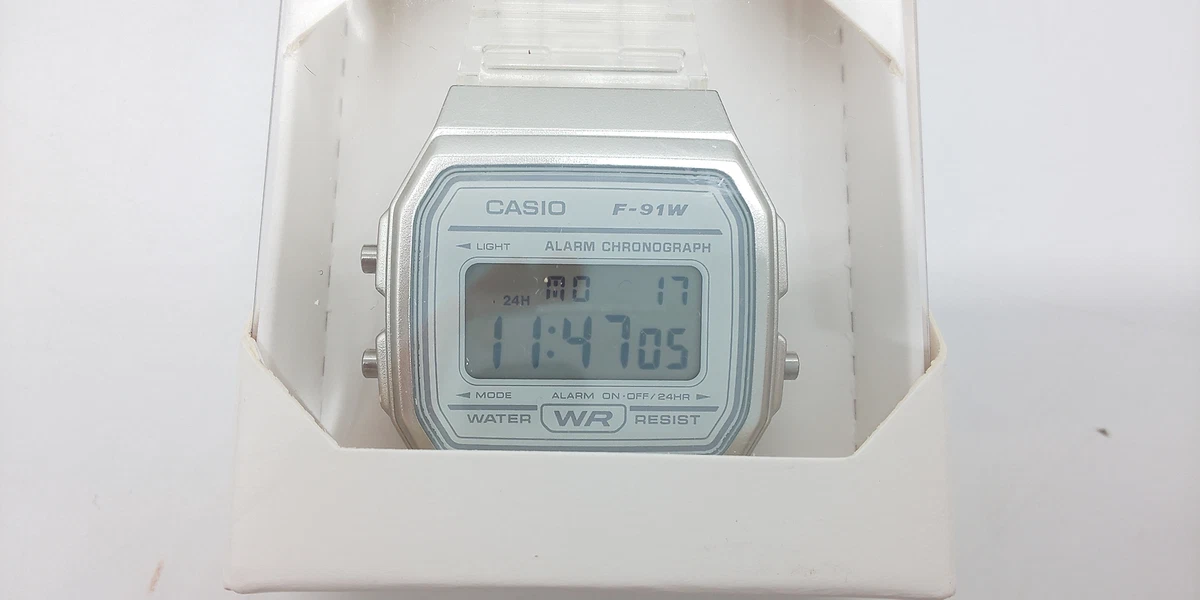 CASIO F-91W
◄ LIGHT ALARM CHRONOGRAPH
24H MO 17
11:47 05
◄ MODE ALARM ON·OFF/24HR ►
WATER WR RESIST